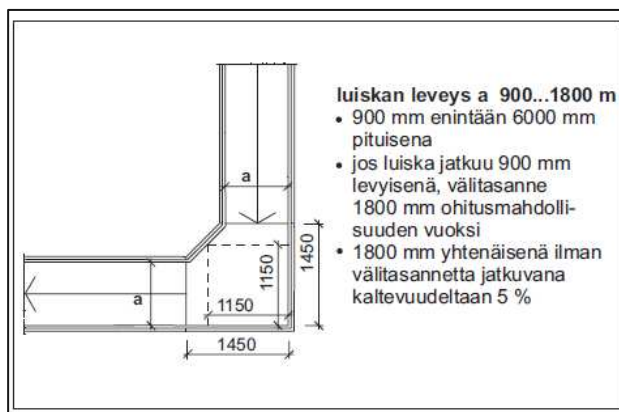 luiskan leveys a 900...1800 m
• 900 mm enintään 6000 mm
pituisena
• jos luiska jatkuu 900 mm
levyisenä, välitasanne
1800 mm ohitusmahdolli-
suuden vuoksi
• 1800 mm yhtenäisenä ilman
välitasannetta jatkuvana
kaltevuudeltaan 5 %
a
1150
1450
a
1150
1450